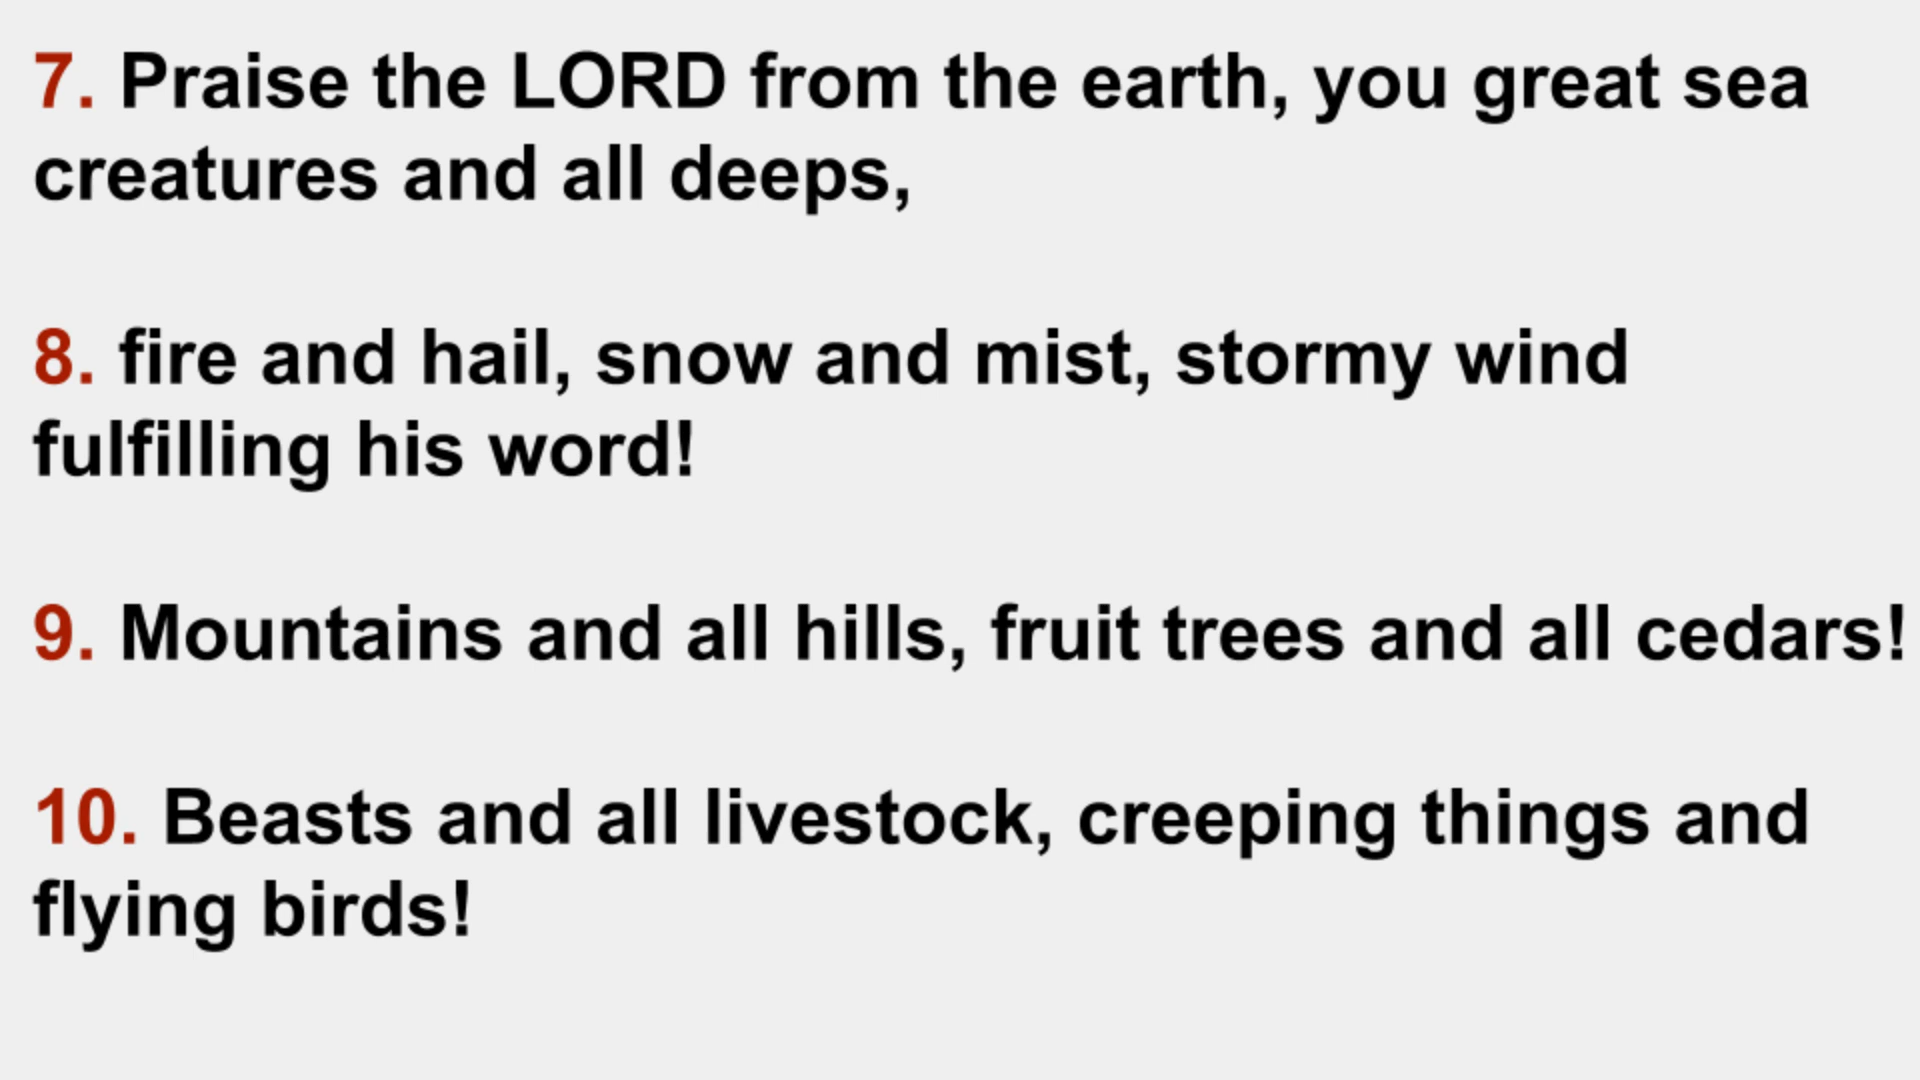 7. Praise the LORD from the earth, you great sea
creatures and all deeps,
8. fire and hail, snow and mist, stormy wind
fulfilling his word!
9. Mountains and all hills, fruit trees and all cedars!
10. Beasts and all livestock, creeping things and
flying birds!